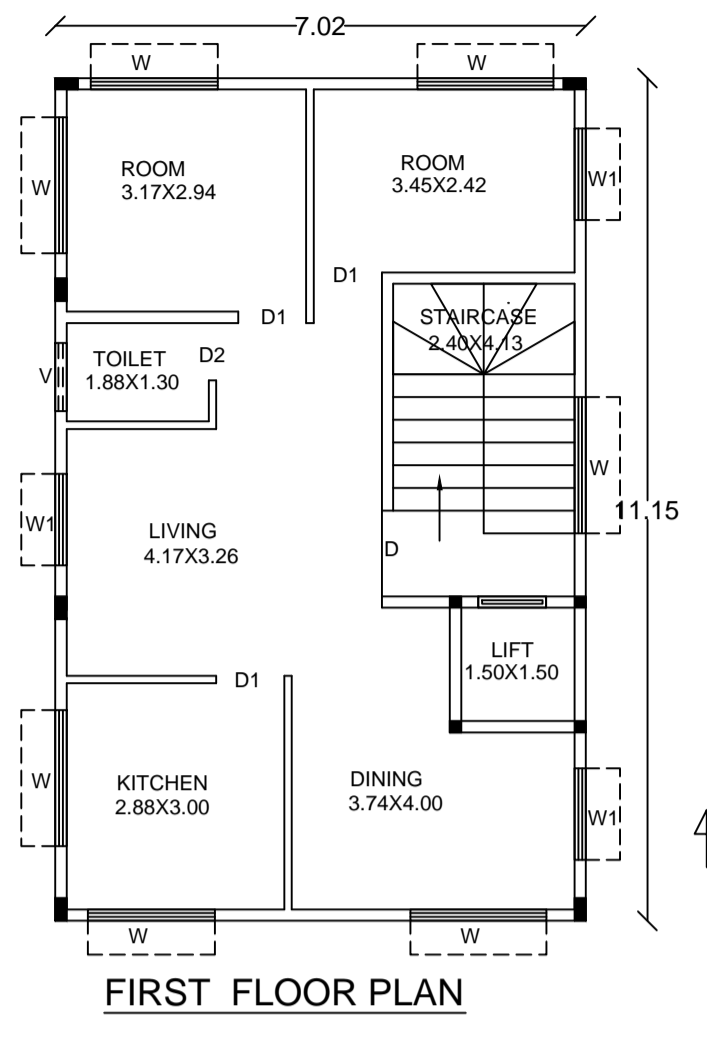 7.02
W
W
ROOM
3.17X2.94
ROOM
3.45X2.42
W
W1
D1
D1
STAIRCASE
2.40X4.13
TOILET
1.88X1.30
D2
V
W
11.15
W1
LIVING
4.17X3.26
D
LIFT
1.50X1.50
D1
KITCHEN
2.88X3.00
DINING
3.74X4.00
W
W1
W
W
FIRST FLOOR PLAN